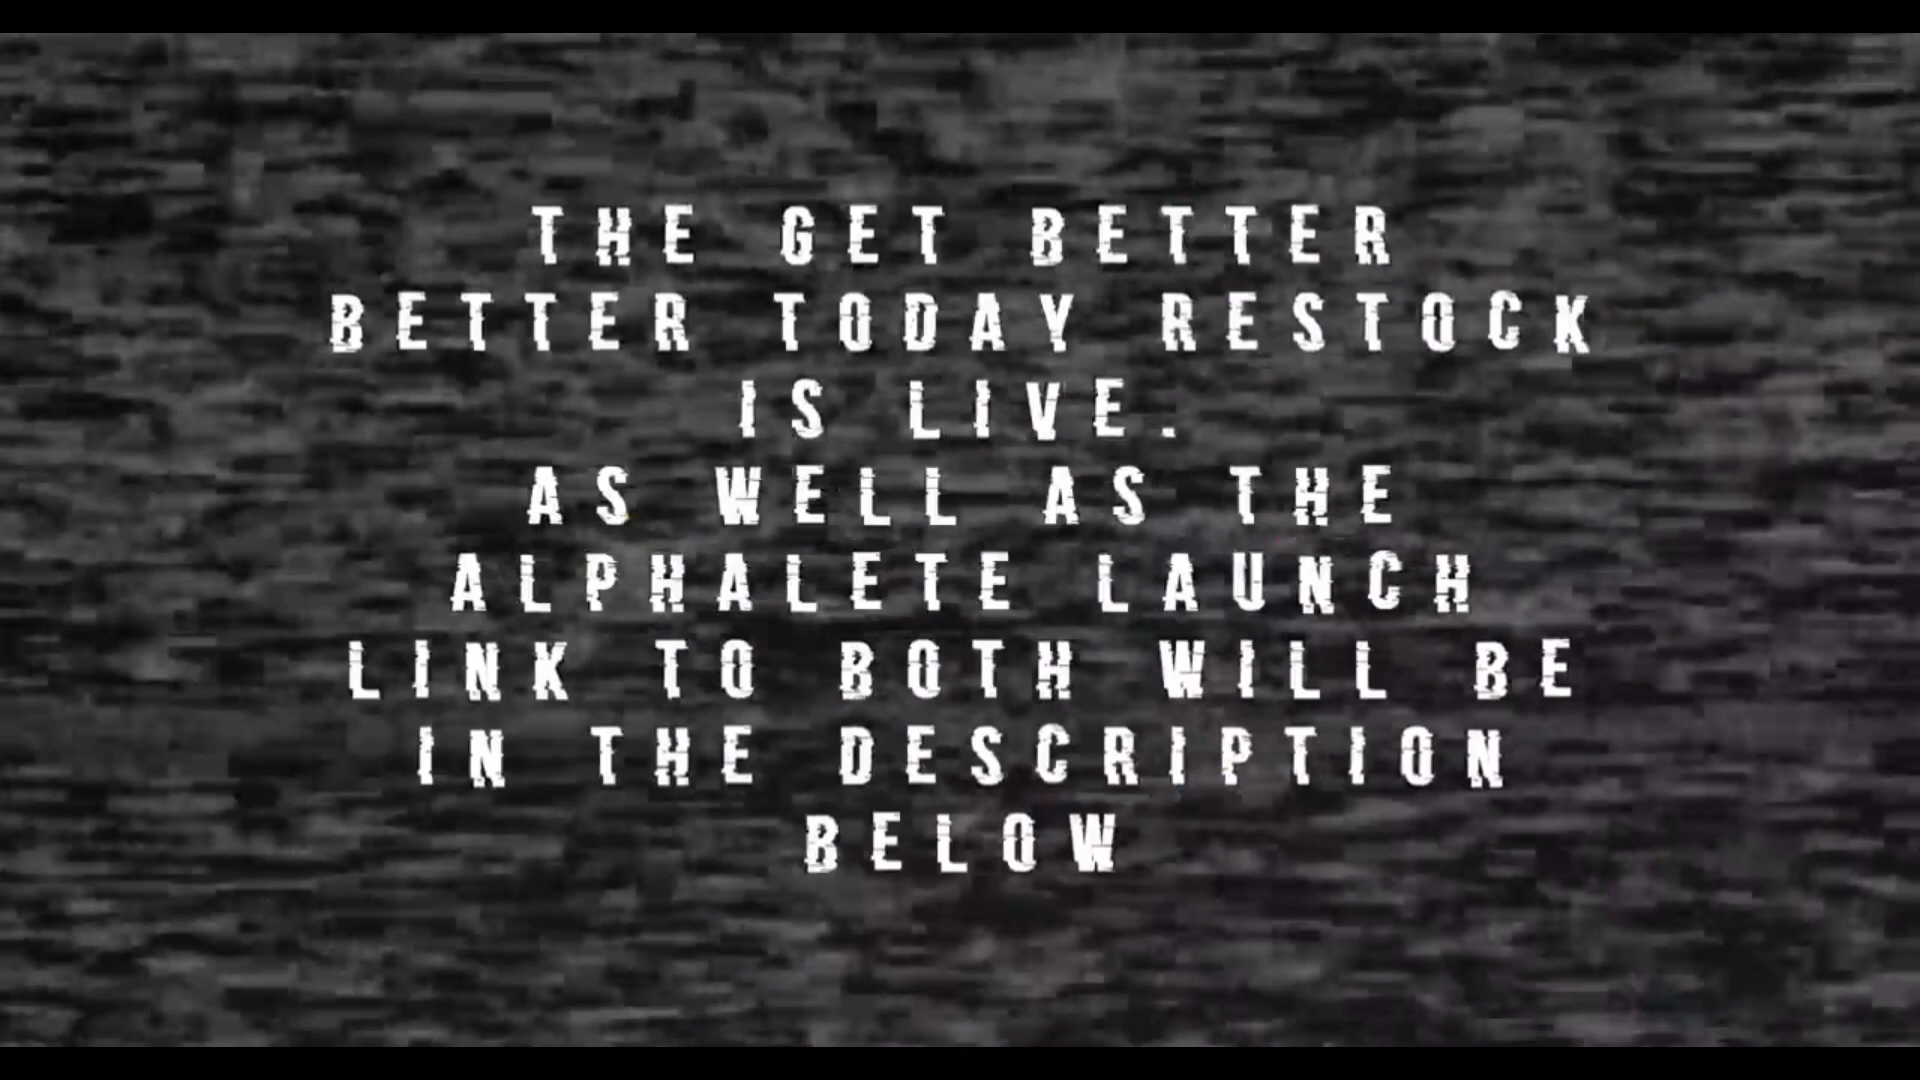 THE GET BETTER
BETTER TODAY RESTOCK
IS LIVE.
AS WELL AS THE
ALPHALETE LAUNCH
LINK TO BOTH WILL BE
IN THE DESCRIPTION
BELOW